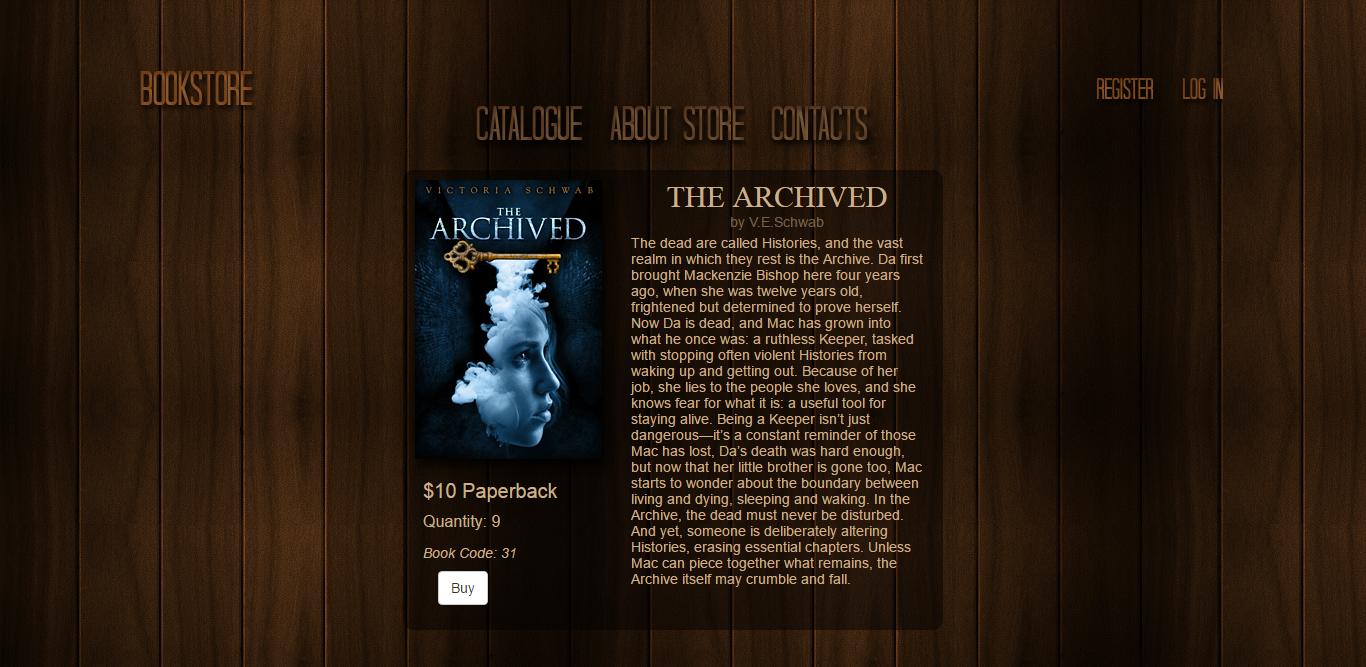 BOOKSTORE
REGISTER LOG IN
CATALOGUE ABOUT STORE CONTACTS
VICTORIA SCHWAB
THE
ARCHIVED
THE ARCHIVED
by V.E.Schwab
The dead are called Histories, and the vast
realm in which they rest is the Archive. Da first
brought Mackenzie Bishop here four years
ago, when she was twelve years old,
frightened but determined to prove herself.
Now Da is dead, and Mac has grown into
what he once was: a ruthless Keeper, tasked
with stopping often violent Histories from
waking up and getting out. Because of her
job, she lies to the people she loves, and she
knows fear for what it is: a useful tool for
staying alive. Being a Keeper isn’t just
dangerous—it’s a constant reminder of those
Mac has lost, Da’s death was hard enough,
but now that her little brother is gone too, Mac
starts to wonder about the boundary between
living and dying, sleeping and waking. In the
Archive, the dead must never be disturbed.
And yet, someone is deliberately altering
Histories, erasing essential chapters. Unless
Mac can piece together what remains, the
Archive itself may crumble and fall.
$10 Paperback
Quantity: 9
Book Code: 31
Buy